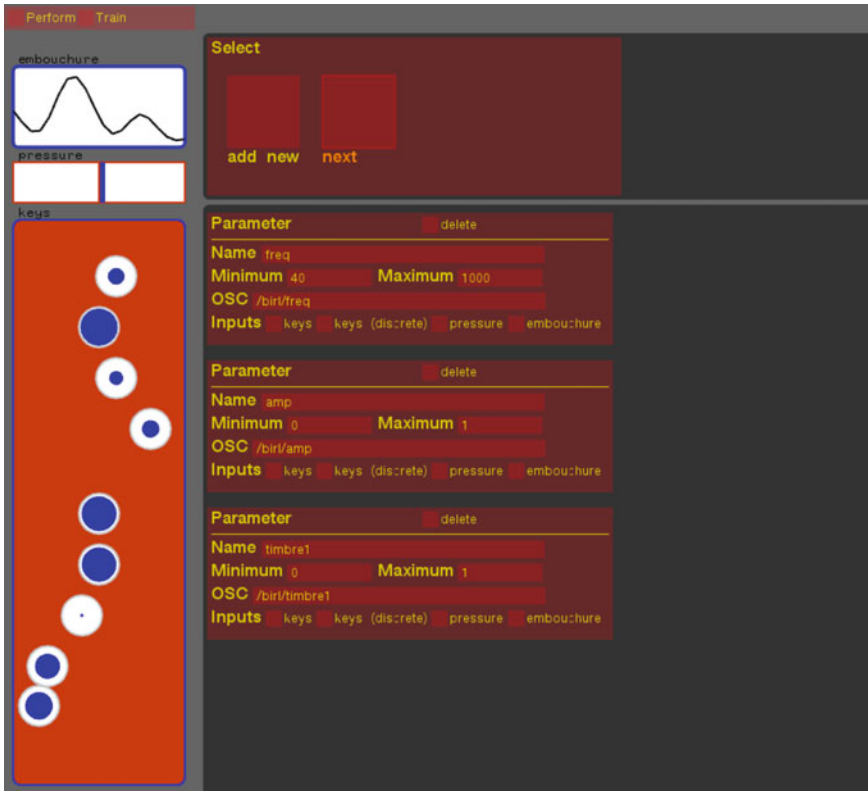 Perform Train
embouchure
pressure
keys
Select
add new next
Parameter delete
Name freq
Minimum 40 Maximum 1000
OSC /birl/freq
Inputs keys keys (discrete) pressure embouchure
Parameter delete
Name amp
Minimum 0 Maximum 1
OSC /birl/amp
Inputs keys keys (discrete) pressure embouchure
Parameter delete
Name timbre1
Minimum 0 Maximum 1
OSC /birl/timbre1
Inputs keys keys (discrete) pressure embouchure